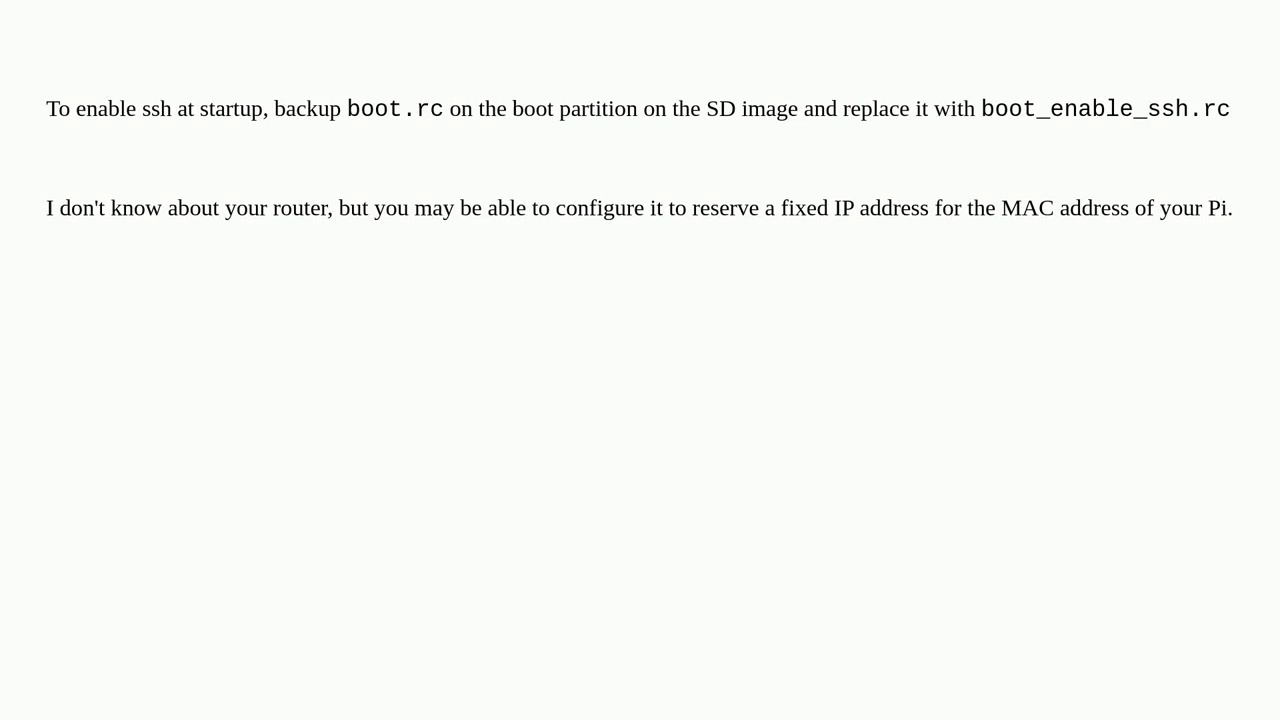 To enable ssh at startup, backup boot.rc on the boot partition on the SD image and replace it with boot_enable_ssh.rc
I don't know about your router, but you may be able to configure it to reserve a fixed IP address for the MAC address of your Pi.